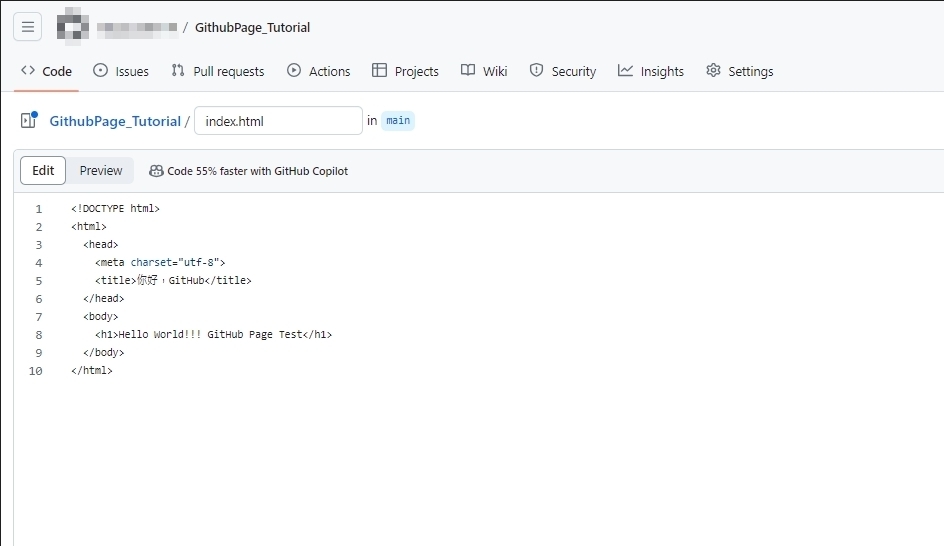 / GithubPage_Tutorial
Code Issues Pull requests Actions Projects Wiki Security Insights Settings
GithubPage_Tutorial / index.html in main
Edit Preview Code 55% faster with GitHub Copilot
1 <!DOCTYPE html>
2 <html>
3 <head>
4 <meta charset="utf-8">
5 <title>你好，GitHub</title>
6 </head>
7 <body>
8 <h1>Hello World!!! GitHub Page Test</h1>
9 </body>
10 </html>